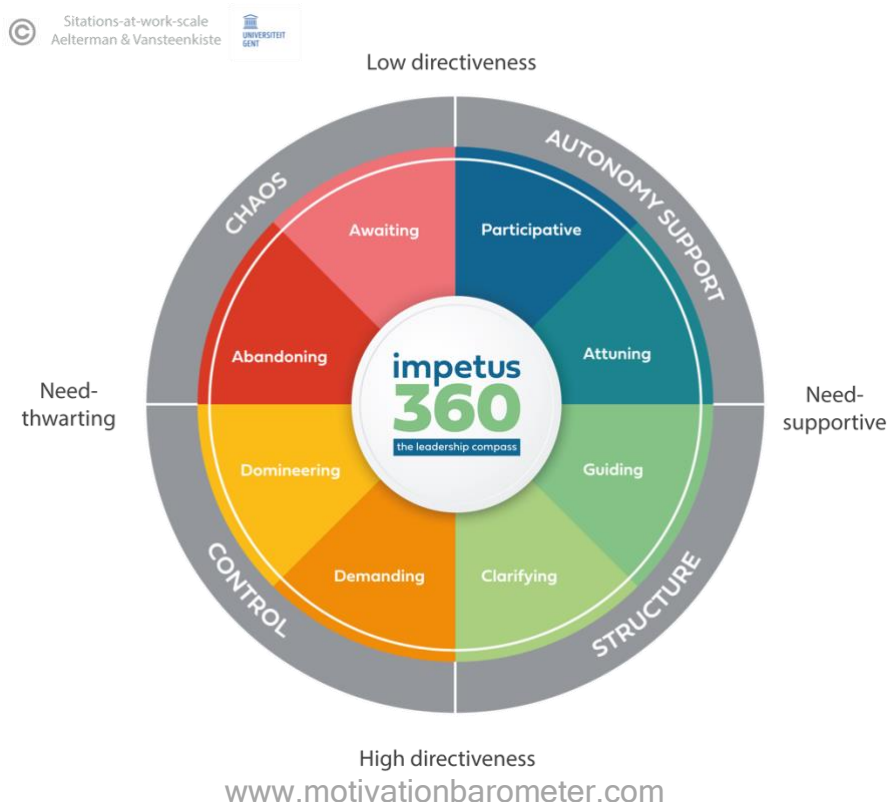 ©
Sitations-at-work-scale
Aelterman & Vansteenkiste
UNIVERSITEIT
GENT
Low directiveness
CHAOS
AUTONOMY SUPPORT
Awaiting
Participative
Abandoning
Attuning
impetus
360
the leadership compass
Need-
thwarting
Need-
supportive
Domineering
Guiding
Demanding
Clarifying
CONTROL
STRUCTURE
High directiveness
www.motivationbarometer.com